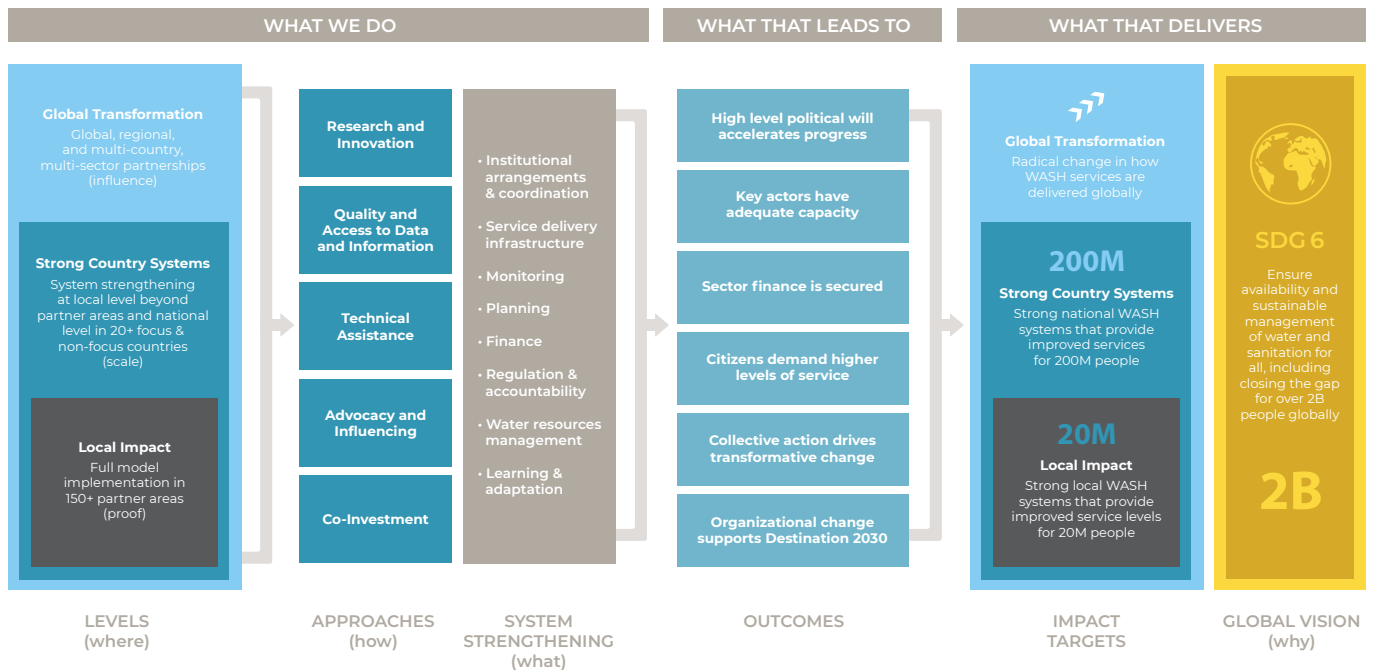 WHAT WE DO
WHAT THAT LEADS TO
WHAT THAT DELIVERS
Global Transformation
Global, regional,
and multi-country,
multi-sector partnerships
(influence)
Strong Country Systems
System strengthening
at local level beyond
partner areas and national
level in 20+ focus &
non-focus countries
(scale)
Local Impact
Full model
implementation in
150+ partner areas
(proof)
LEVELS
(where)
Research and
Innovation
Quality and
Access to Data
and Information
Technical
Assistance
Advocacy and
Influencing
Co-Investment
APPROACHES
(how)
• Institutional
arrangements
& coordination
• Service delivery
infrastructure
• Monitoring
• Planning
• Finance
• Regulation &
accountability
• Water resources
management
• Learning &
adaptation
SYSTEM
STRENGTHENING
(what)
High level political will
accelerates progress
Key actors have
adequate capacity
Sector finance is secured
Citizens demand higher
levels of service
Collective action drives
transformative change
Organizational change
supports Destination 2030
OUTCOMES
Global Transformation
Radical change in how
WASH services are
delivered globally
200M
Strong Country Systems
Strong national WASH
systems that provide
improved services
for 200M people
20M
Local Impact
Strong local WASH
systems that provide
improved service levels
for 20M people
IMPACT
TARGETS
SDG 6
Ensure
availability and
sustainable
management
of water and
sanitation for
all, including
closing the gap
for over 2B
people globally
2B
GLOBAL VISION
(why)